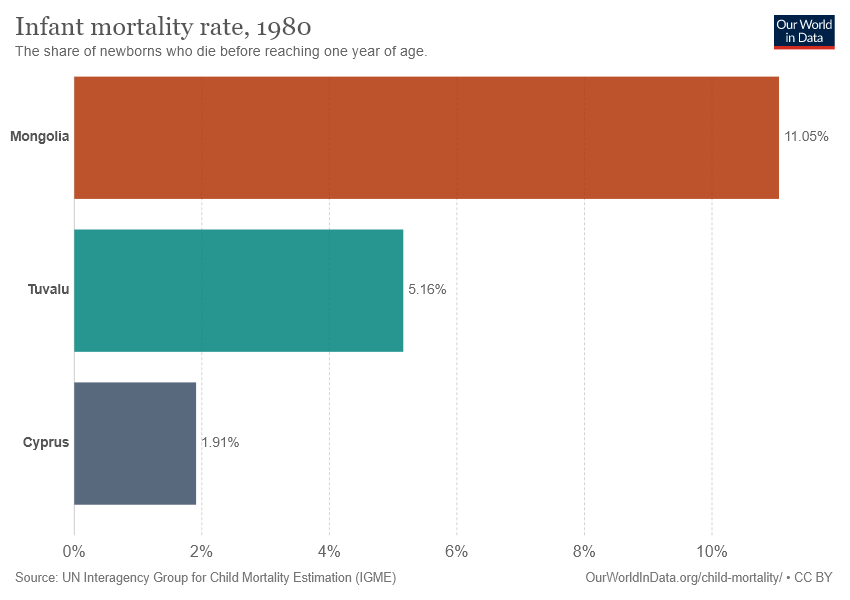 Infant mortality rate, 1980
The share of newborns who die before reaching one year of age.
Our World
in Data
Mongolia
11.05%
Tuvalu
5.16%
Cyprus
1.91%
0%
2%
4%
6%
8%
10%
Source: UN Interagency Group for Child Mortality Estimation (IGME)
OurWorldInData.org/child-mortality/ • CC BY